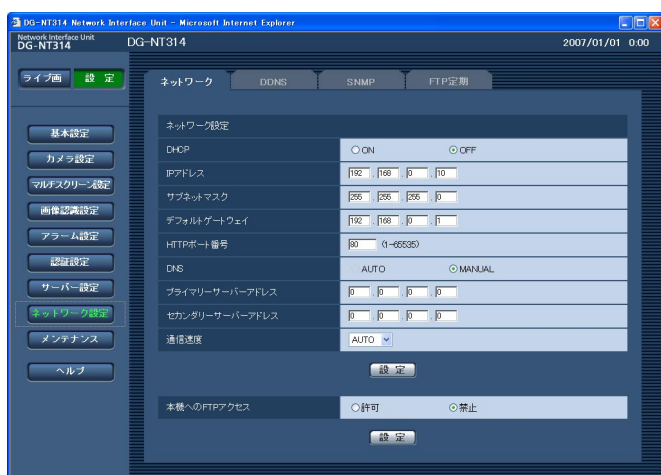 DG-NT314 Network Interface Unit - Microsoft Internet Explorer
Network Interface Unit
DG-NT314
DG-NT314
2007/01/01 0:00
ライブ画 設 定
ネットワーク DDNS SNMP FTP定期
基本設定
カメラ設定
マルチスクリーン設定
画像認識設定
アラーム設定
認証設定
サーバー設定
ネットワーク設定
メンテナンス
ヘルプ
ネットワーク設定
DHCP ON OFF
IPアドレス 192 . 168 . 0 . 10
サブネットマスク 255 . 255 . 255 . 0
デフォルトゲートウェイ 192 . 168 . 0 . 1
HTTPポート番号 80 (1-65535)
DNS AUTO MANUAL
プライマリーサーバーアドレス 0 . 0 . 0 . 0
セカンダリーサーバーアドレス 0 . 0 . 0 . 0
通信速度 AUTO
設 定
本機へのFTPアクセス 許可 禁止
設 定